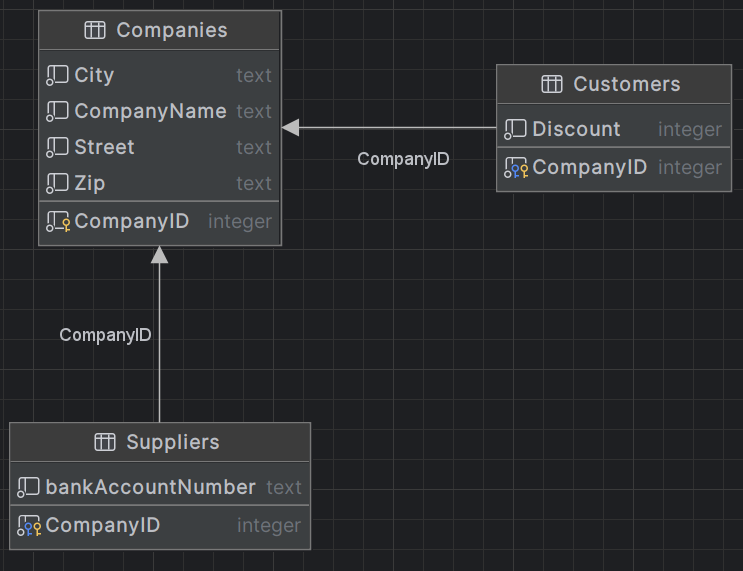 Companies
City text
CompanyName text
Street text
Zip text
CompanyID integer
Customers
Discount integer
CompanyID integer
CompanyID
CompanyID
Suppliers
bankAccountNumber text
CompanyID integer